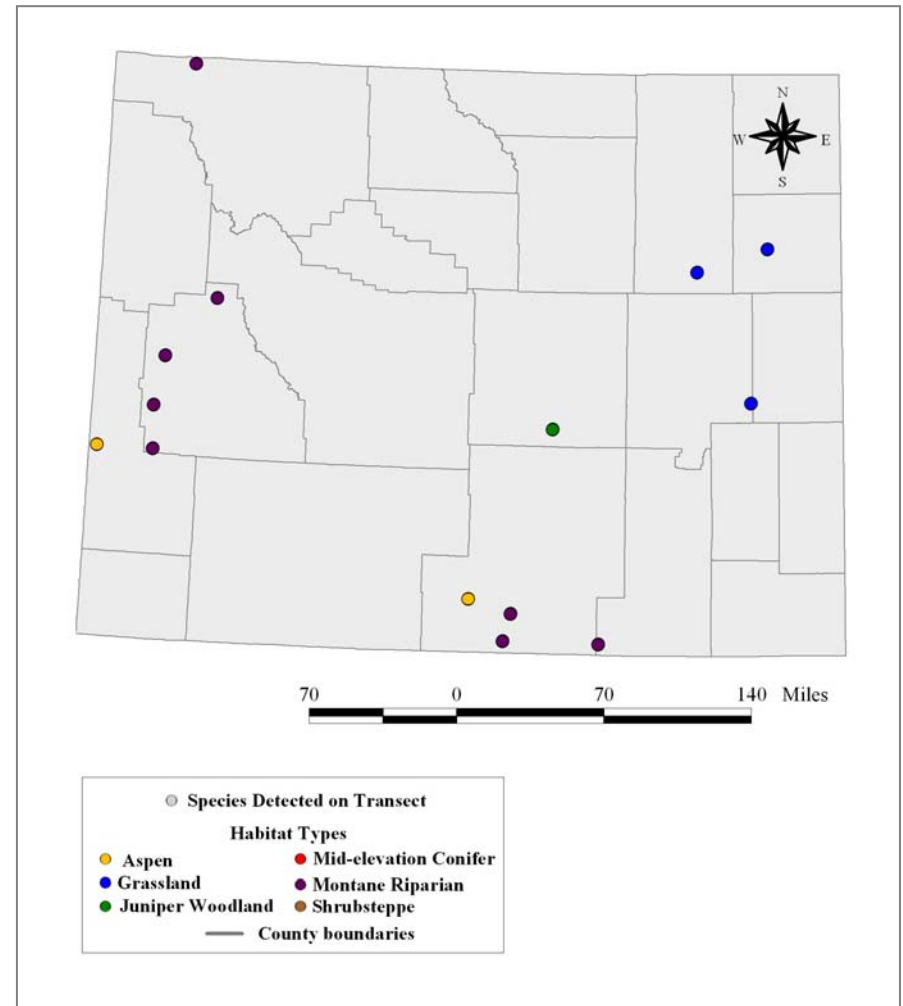 N
W E
S
70 0 70 140 Miles
Species Detected on Transect
Habitat Types
Aspen Mid-elevation Conifer
Grassland Montane Riparian
Juniper Woodland Shrubsteppe
County boundaries